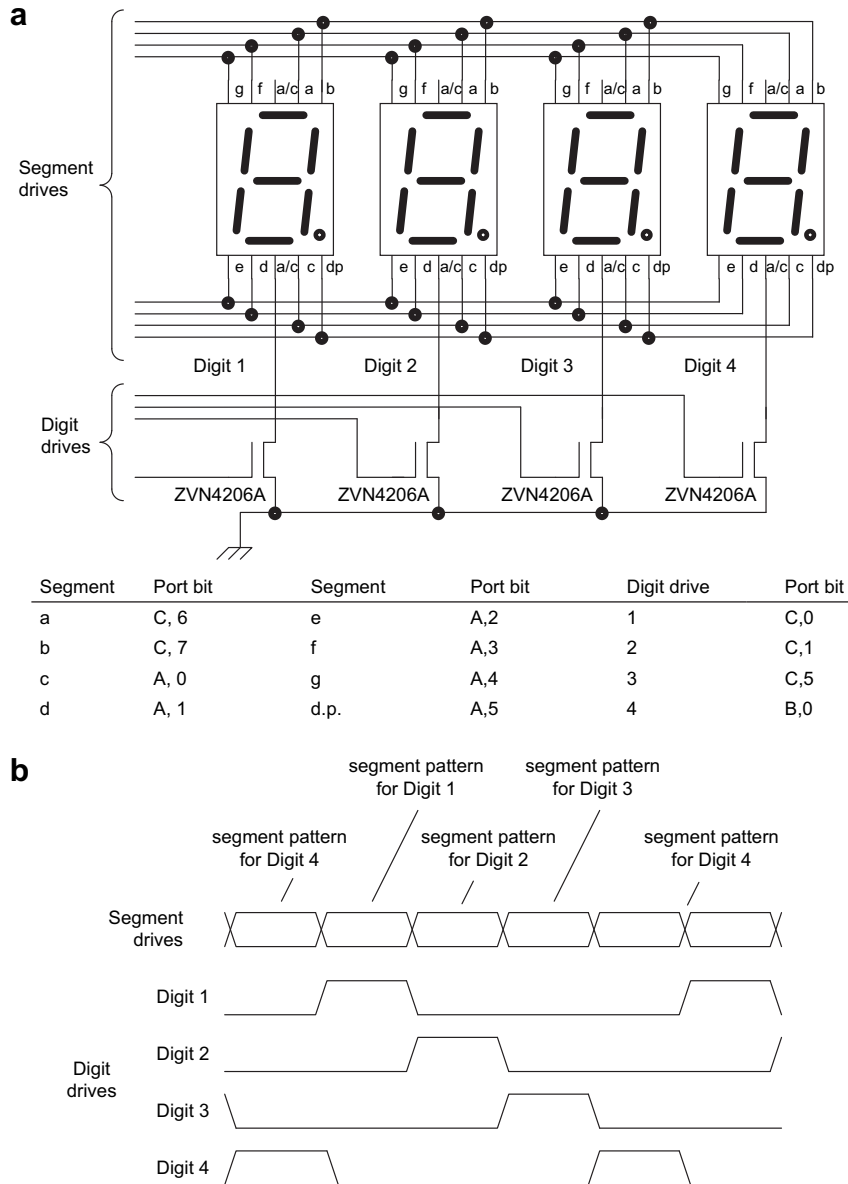 a
g f a/c a b g f a/c a b g f a/c a b g f a/c a b
Segment
drives
e d a/c c dp e d a/c c dp e d a/c c dp e d a/c c dp
Digit 1 Digit 2 Digit 3 Digit 4
Digit
drives
ZVN4206A ZVN4206A ZVN4206A ZVN4206A
Segment Port bit Segment Port bit Digit drive Port bit
a C, 6 e A,2 1 C,0
b C, 7 f A,3 2 C,1
c A, 0 g A,4 3 C,5
d A, 1 d.p. A,5 4 B,0
b
segment pattern
for Digit 1
segment pattern
for Digit 3
segment pattern
for Digit 4
segment pattern
for Digit 2
segment pattern
for Digit 4
Segment
drives
Digit 1
Digit 2
Digit
drives
Digit 3
Digit 4